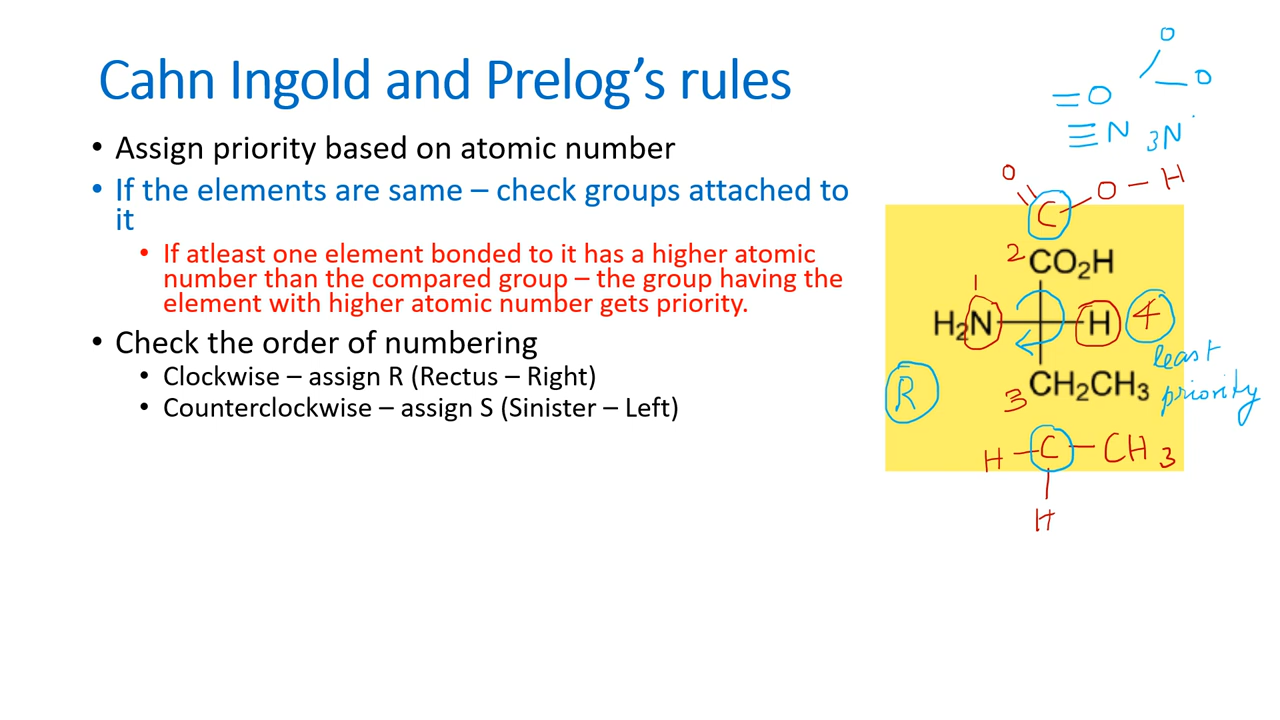 Cahn Ingold and Prelog’s rules
• Assign priority based on atomic number
• If the elements are same – check groups attached to
it
• If atleast one element bonded to it has a higher atomic
number than the compared group – the group having the
element with higher atomic number gets priority.
• Check the order of numbering
• Clockwise – assign R (Rectus – Right)
• Counterclockwise – assign S (Sinister – Left)
O
O
=O
≡N 3N
O
C O – H
2 CO₂H
1
H₂N H 4
least
priority
R
3 CH₂CH₃
H – C – CH3
H